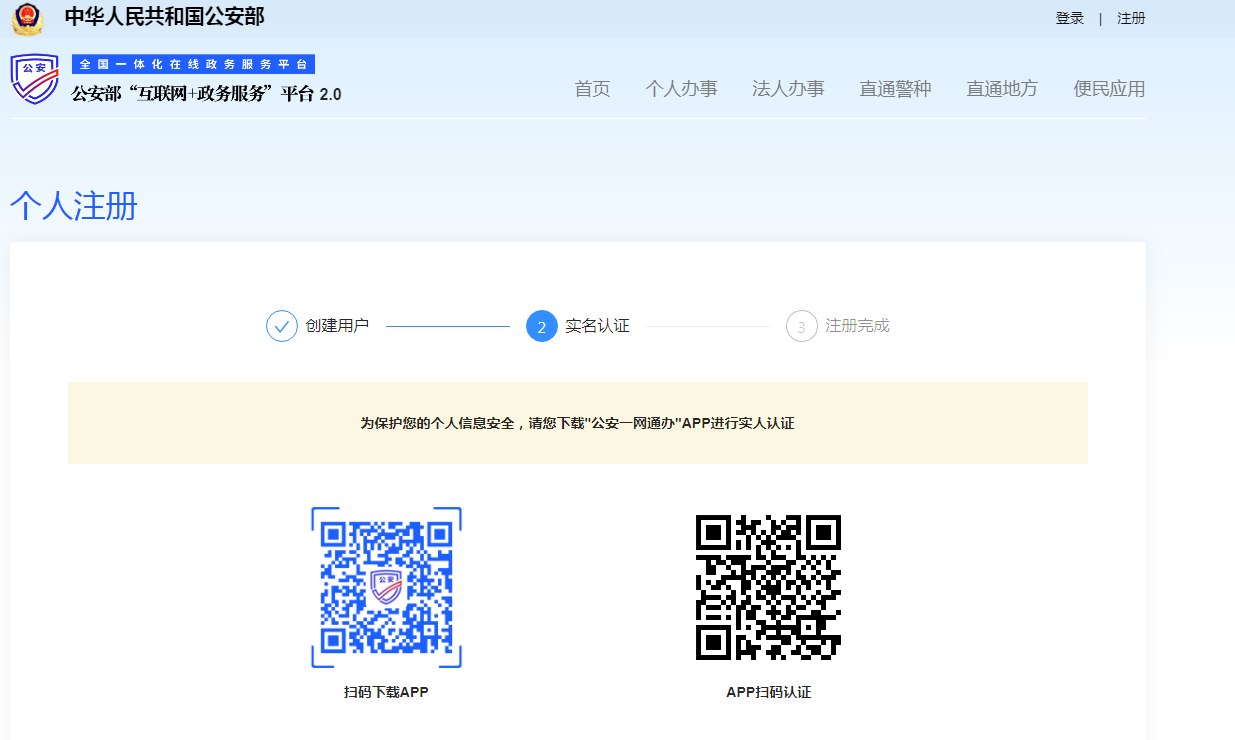 中华人民共和国公安部
登录 | 注册
公安
全国一体化在线政务服务平台
公安部“互联网+政务服务”平台 2.0
首页 个人办事 法人办事 直通警种 直通地方 便民应用
个人注册
创建用户 2 实名认证 3 注册完成
为保护您的个人信息安全，请您下载"公安一网通办"APP进行实人认证
公安
扫码下载APP APP扫码认证